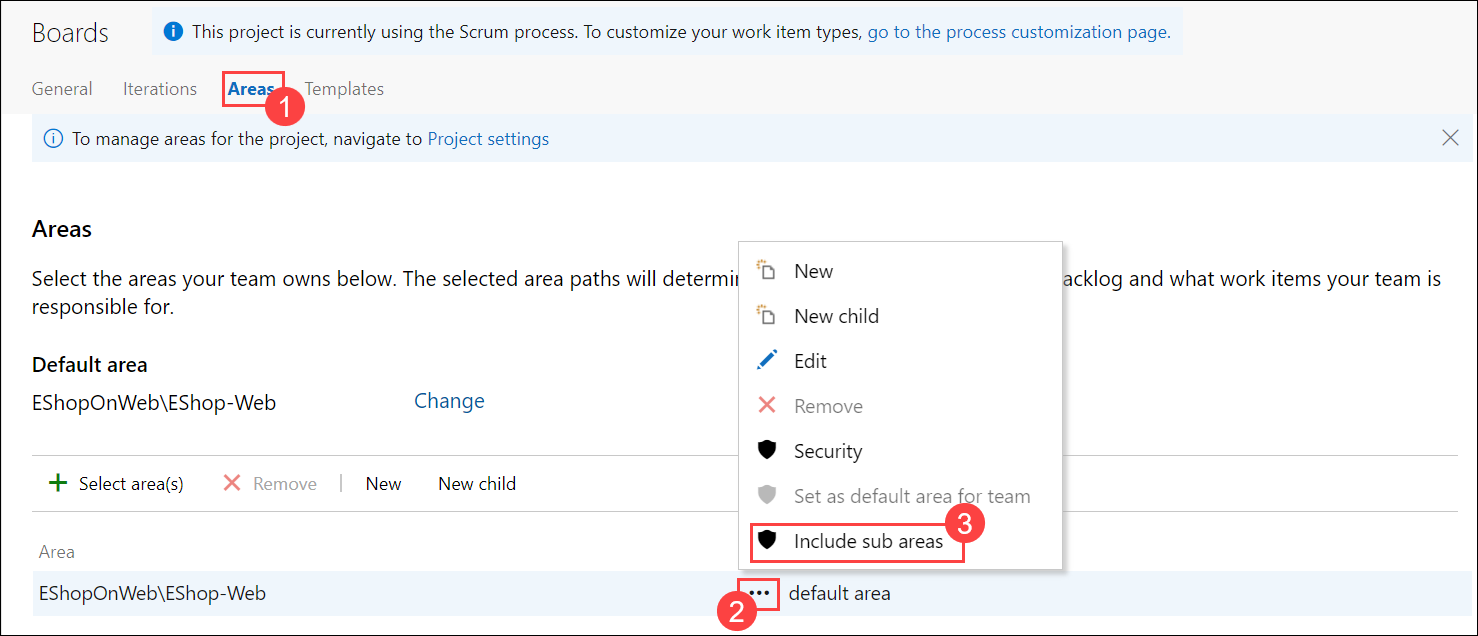 Boards
This project is currently using the Scrum process. To customize your work item types, go to the process customization page.
General Iterations Areas Templates
1
To manage areas for the project, navigate to Project settings
Areas
Select the areas your team owns below. The selected area paths will acklog and what work items your team is
responsible for.
Default area
EShopOnWeb\EShop-Web Change
New
New child
Edit
Remove
Security
Set as default area for team
3
Include sub areas
Select area(s) Remove | New New child
Area
EShopOnWeb\EShop-Web ••• default area
2